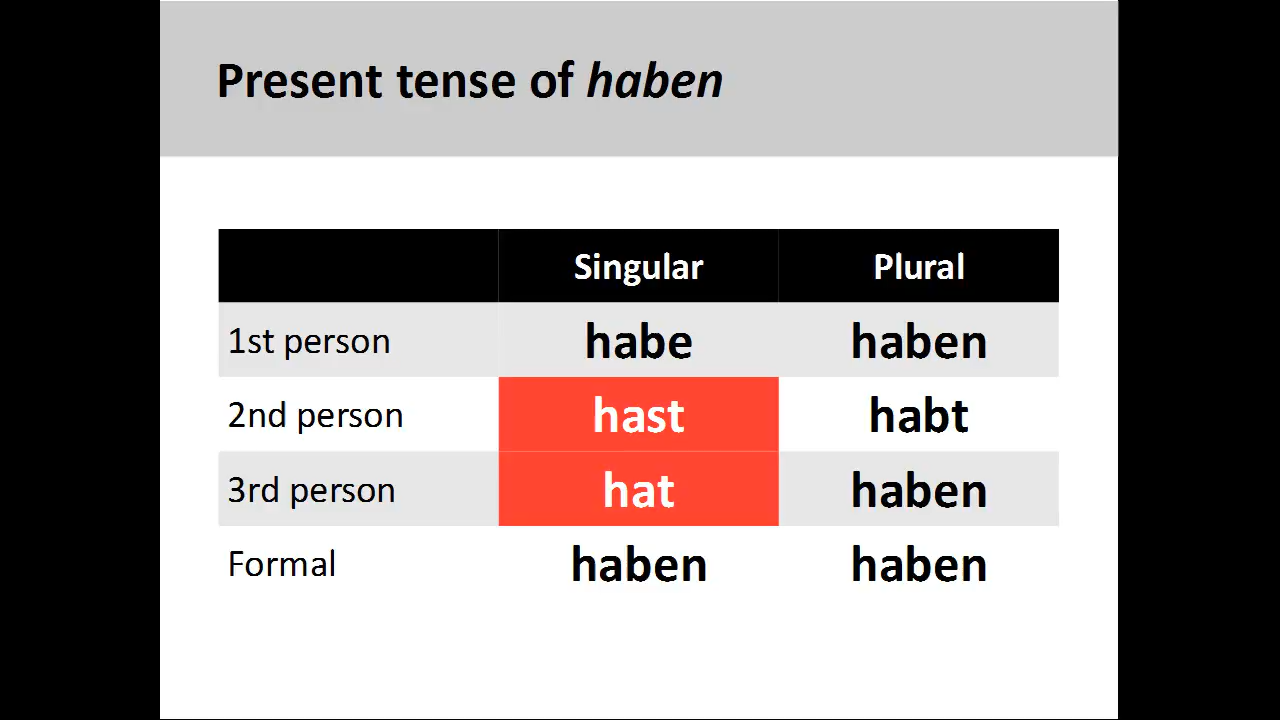 Present tense of haben
Singular Plural
1st person habe haben
2nd person hast habt
3rd person hat haben
Formal haben haben